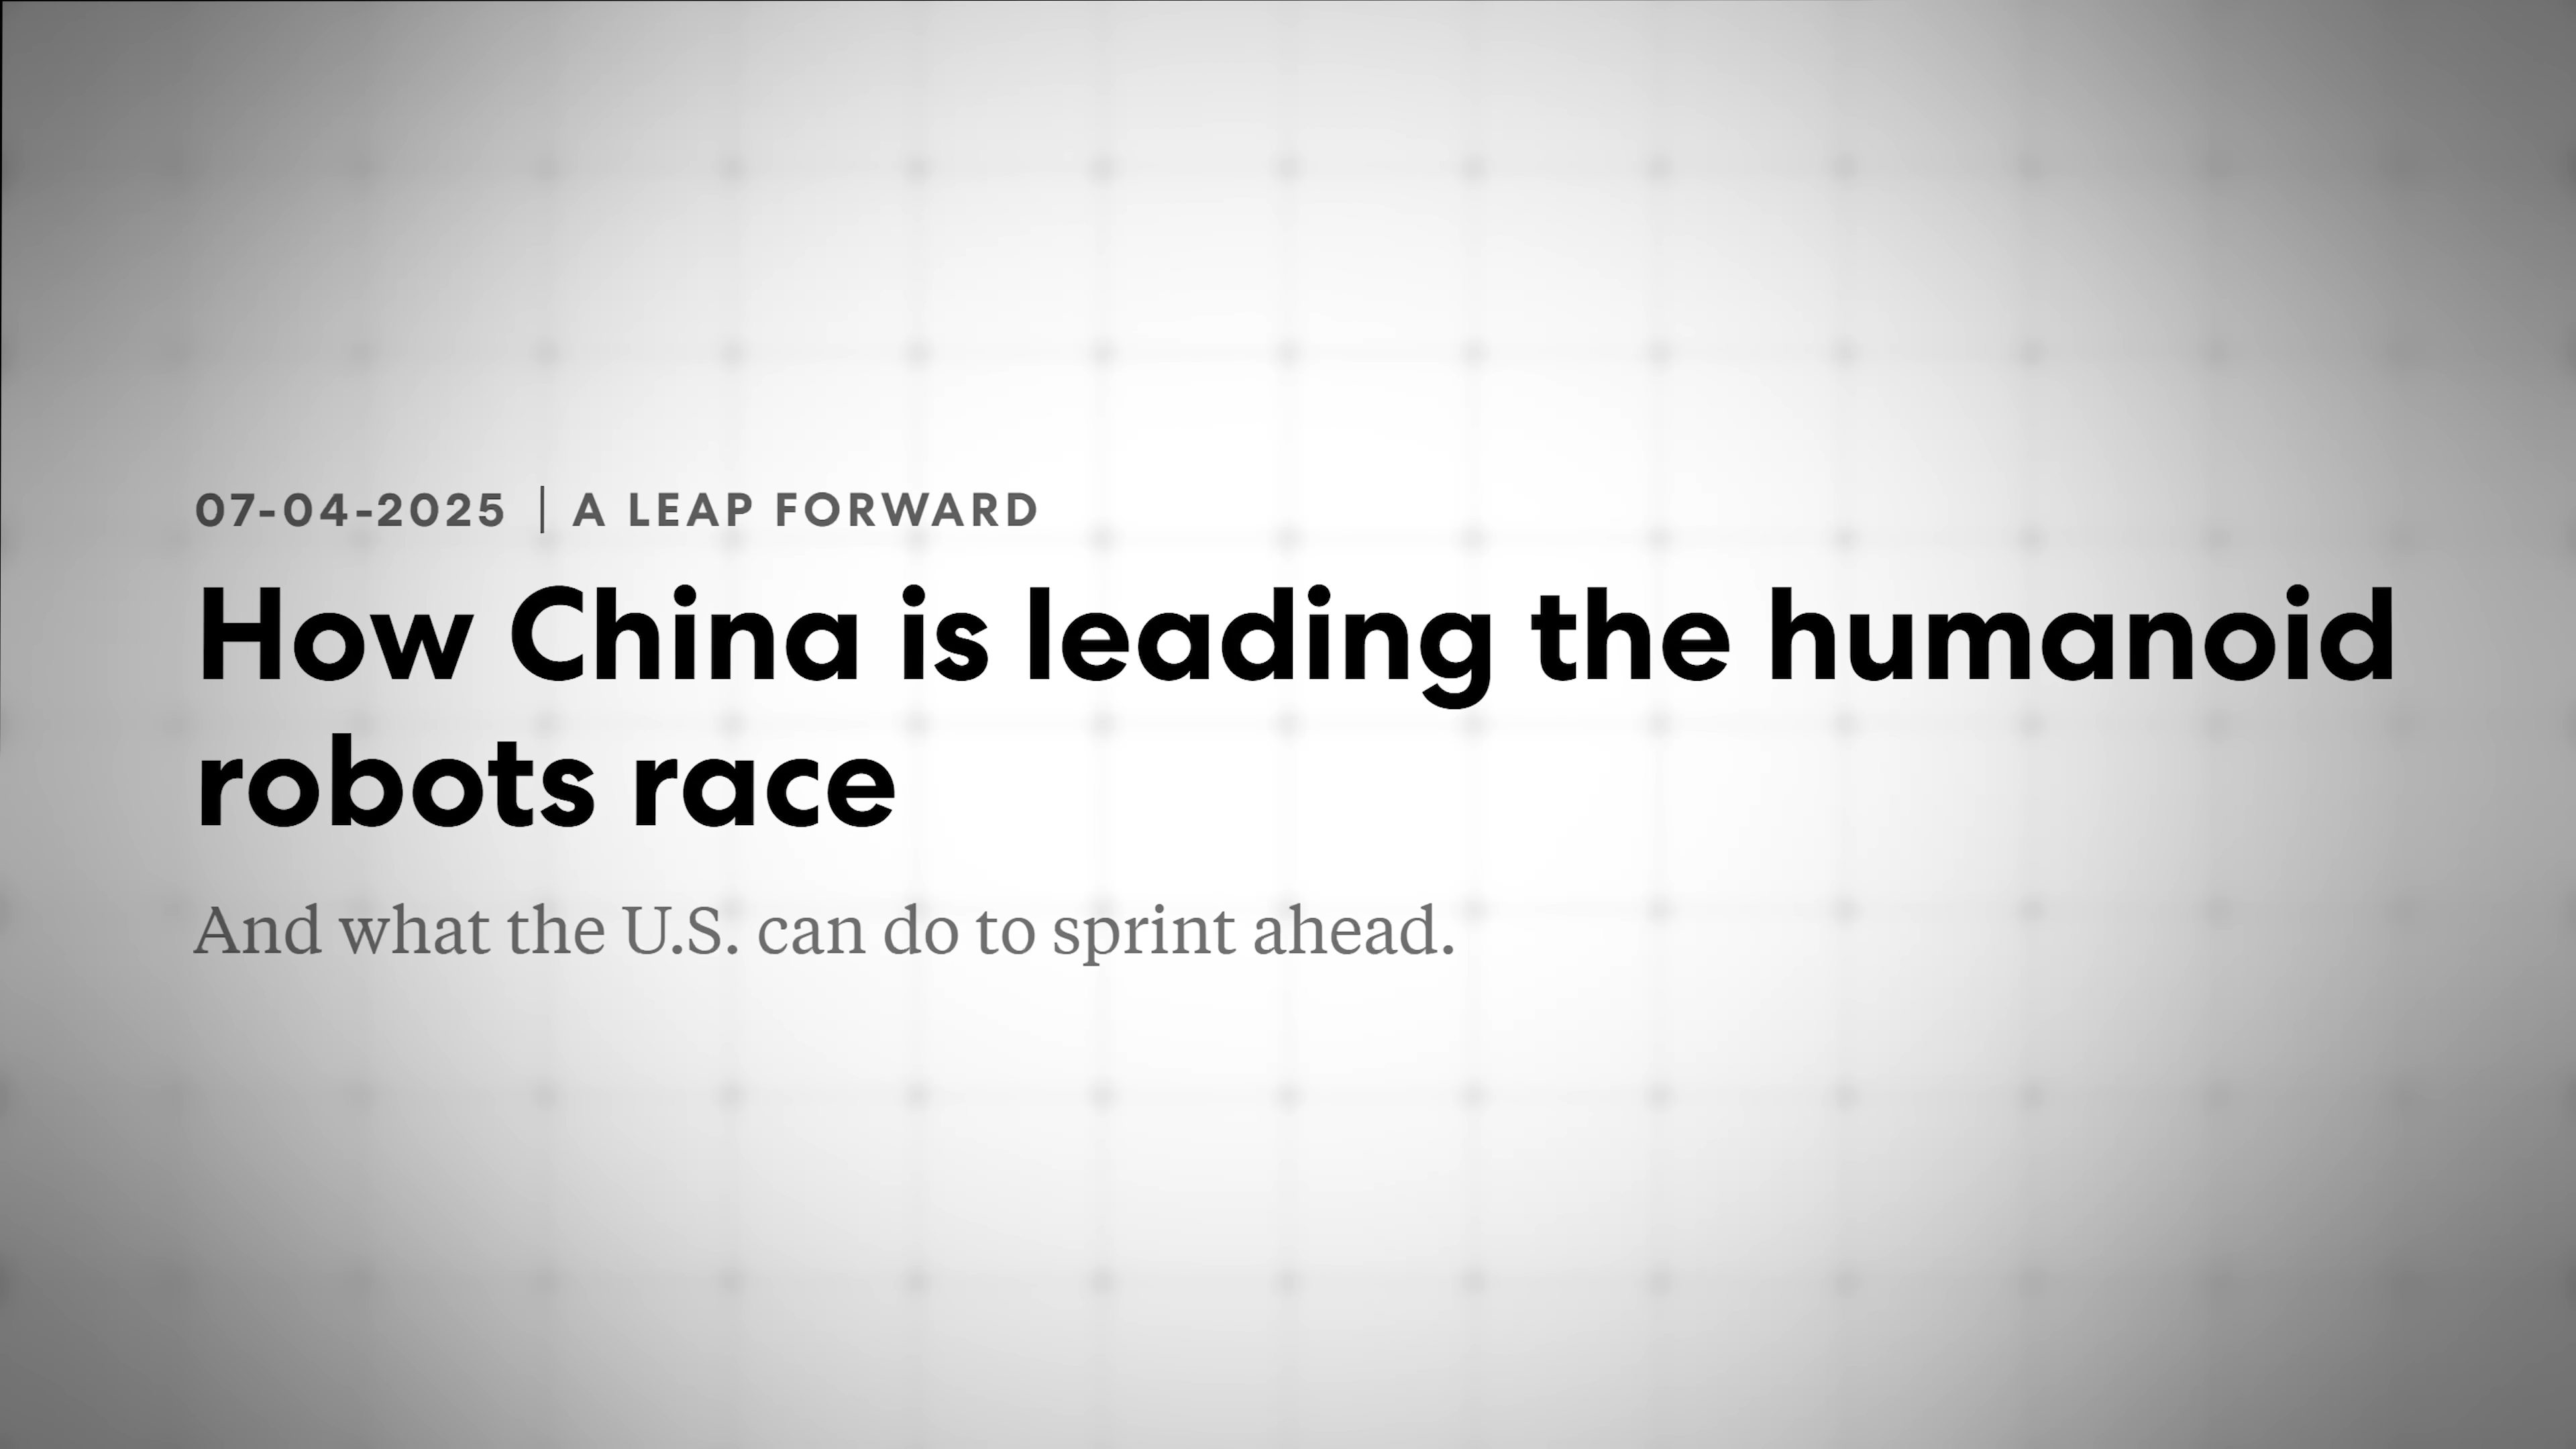 07-04-2025 | A LEAP FORWARD
How China is leading the humanoid
robots race
And what the U.S. can do to sprint ahead.